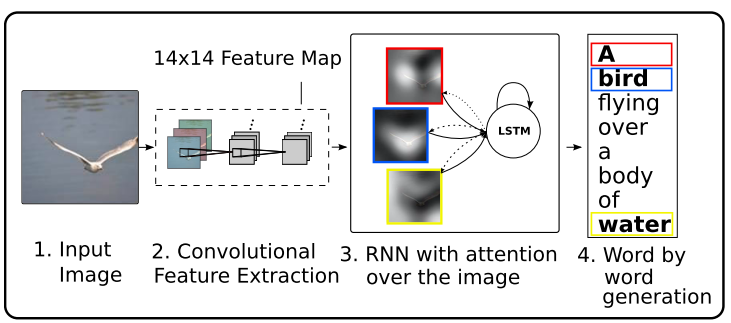 14x14 Feature Map
LSTM
A
bird
flying
over
a
body
of
water
1. Input
Image
2. Convolutional
Feature Extraction
3. RNN with attention
over the image
4. Word by
word
generation